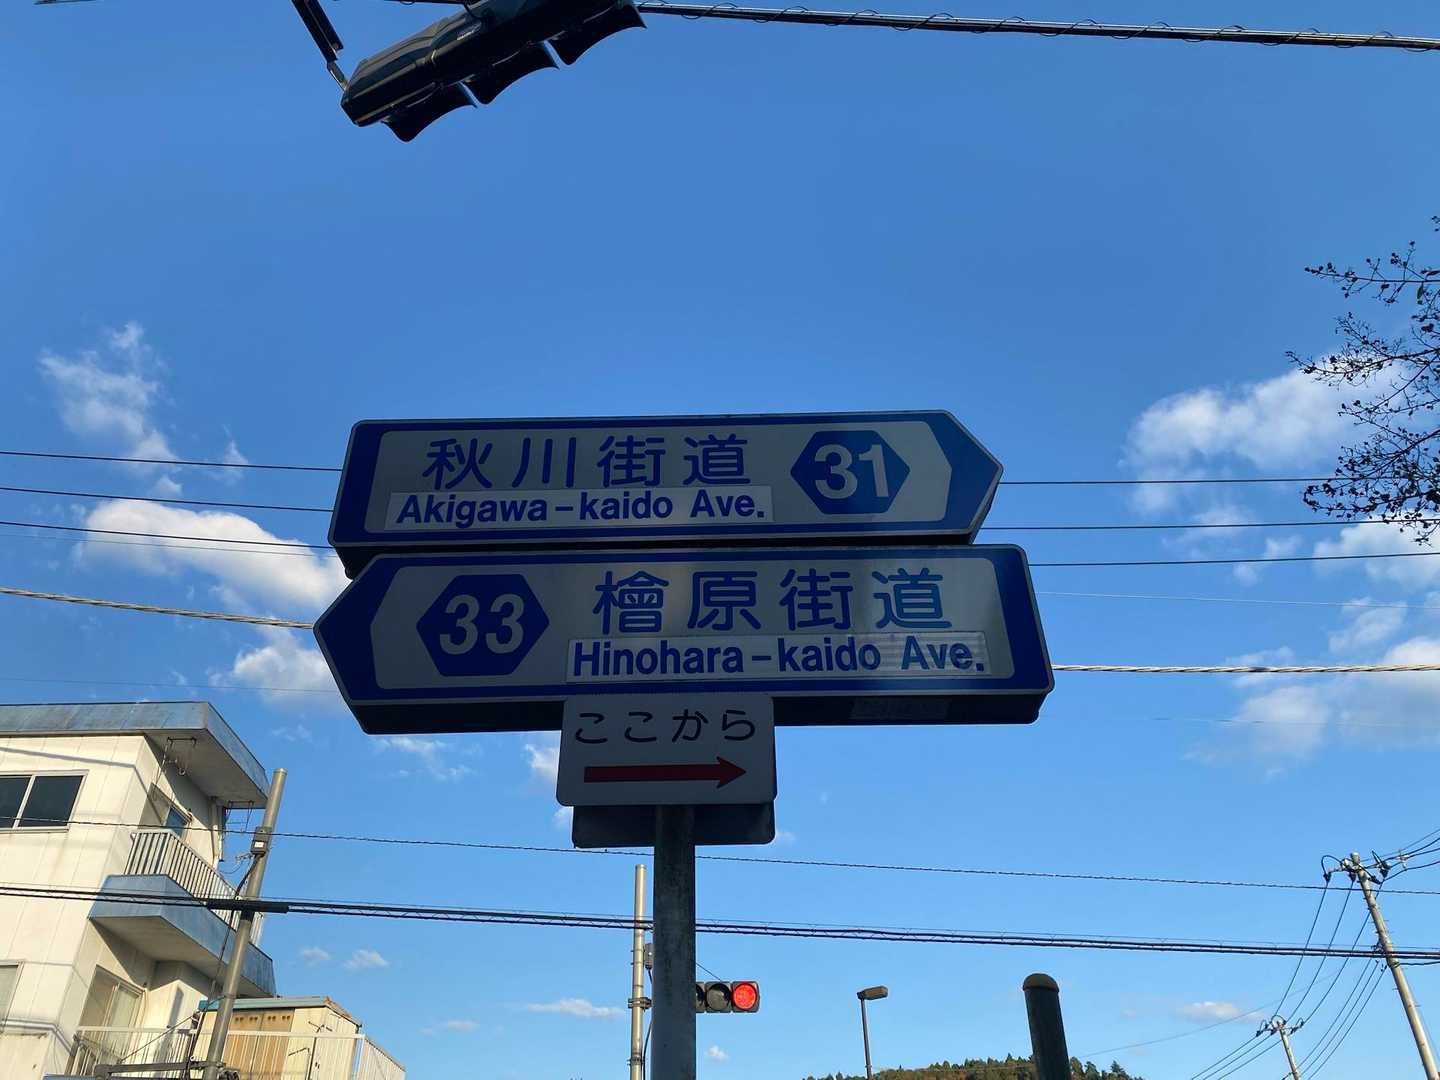 秋川街道 31
Akigawa-kaido Ave.
33 檜原街道
Hinohara-kaido Ave.
ここから